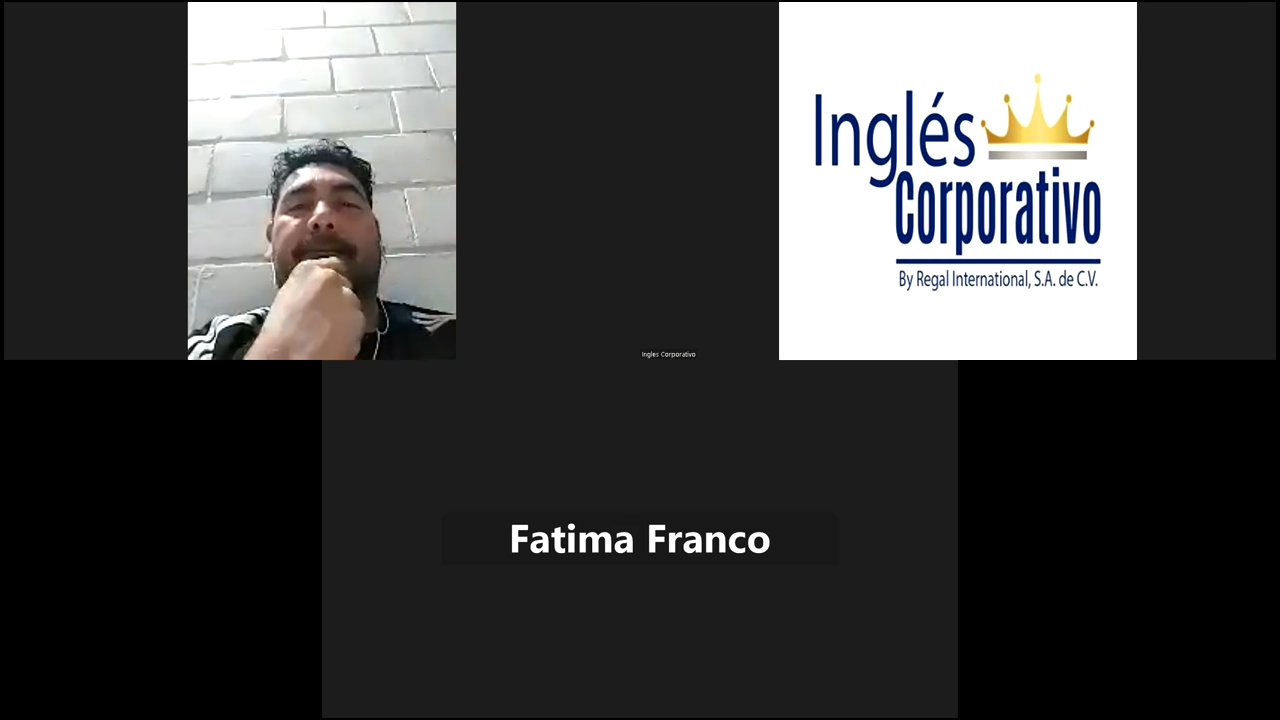 Inglés
Corporativo
By Regal International, S.A. de C.V.
Ingles Corporativo
Fatima Franco